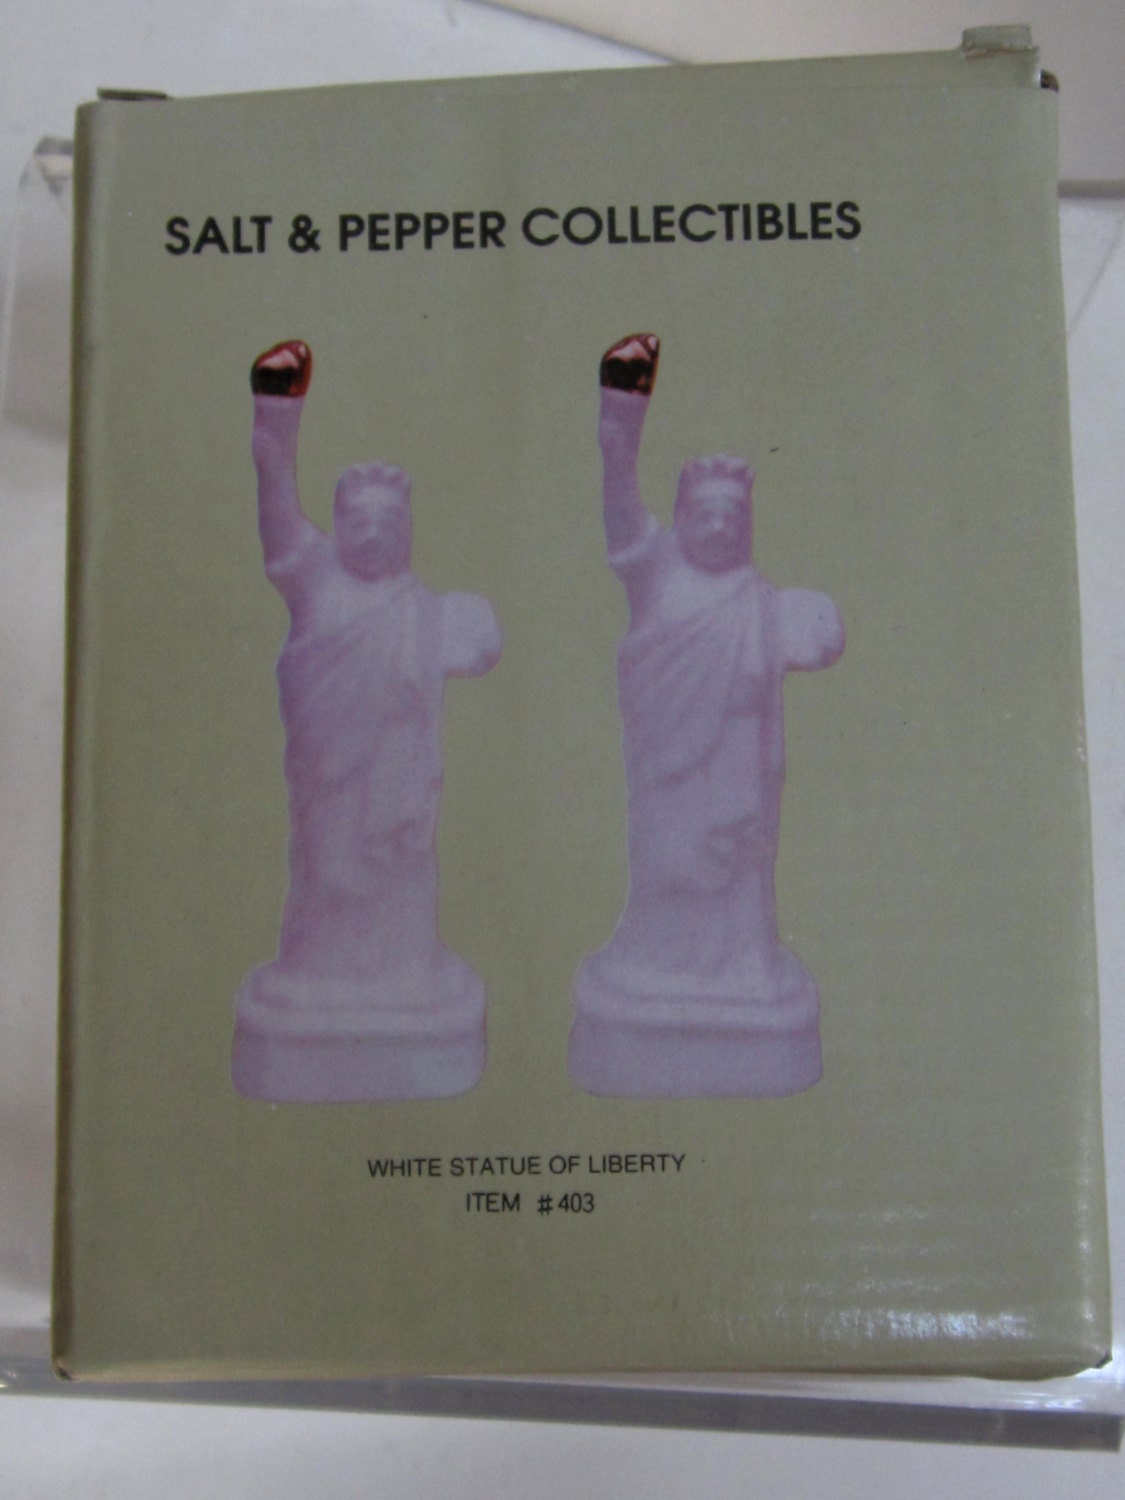 SALT & PEPPER COLLECTIBLES
WHITE STATUE OF LIBERTY
ITEM #403